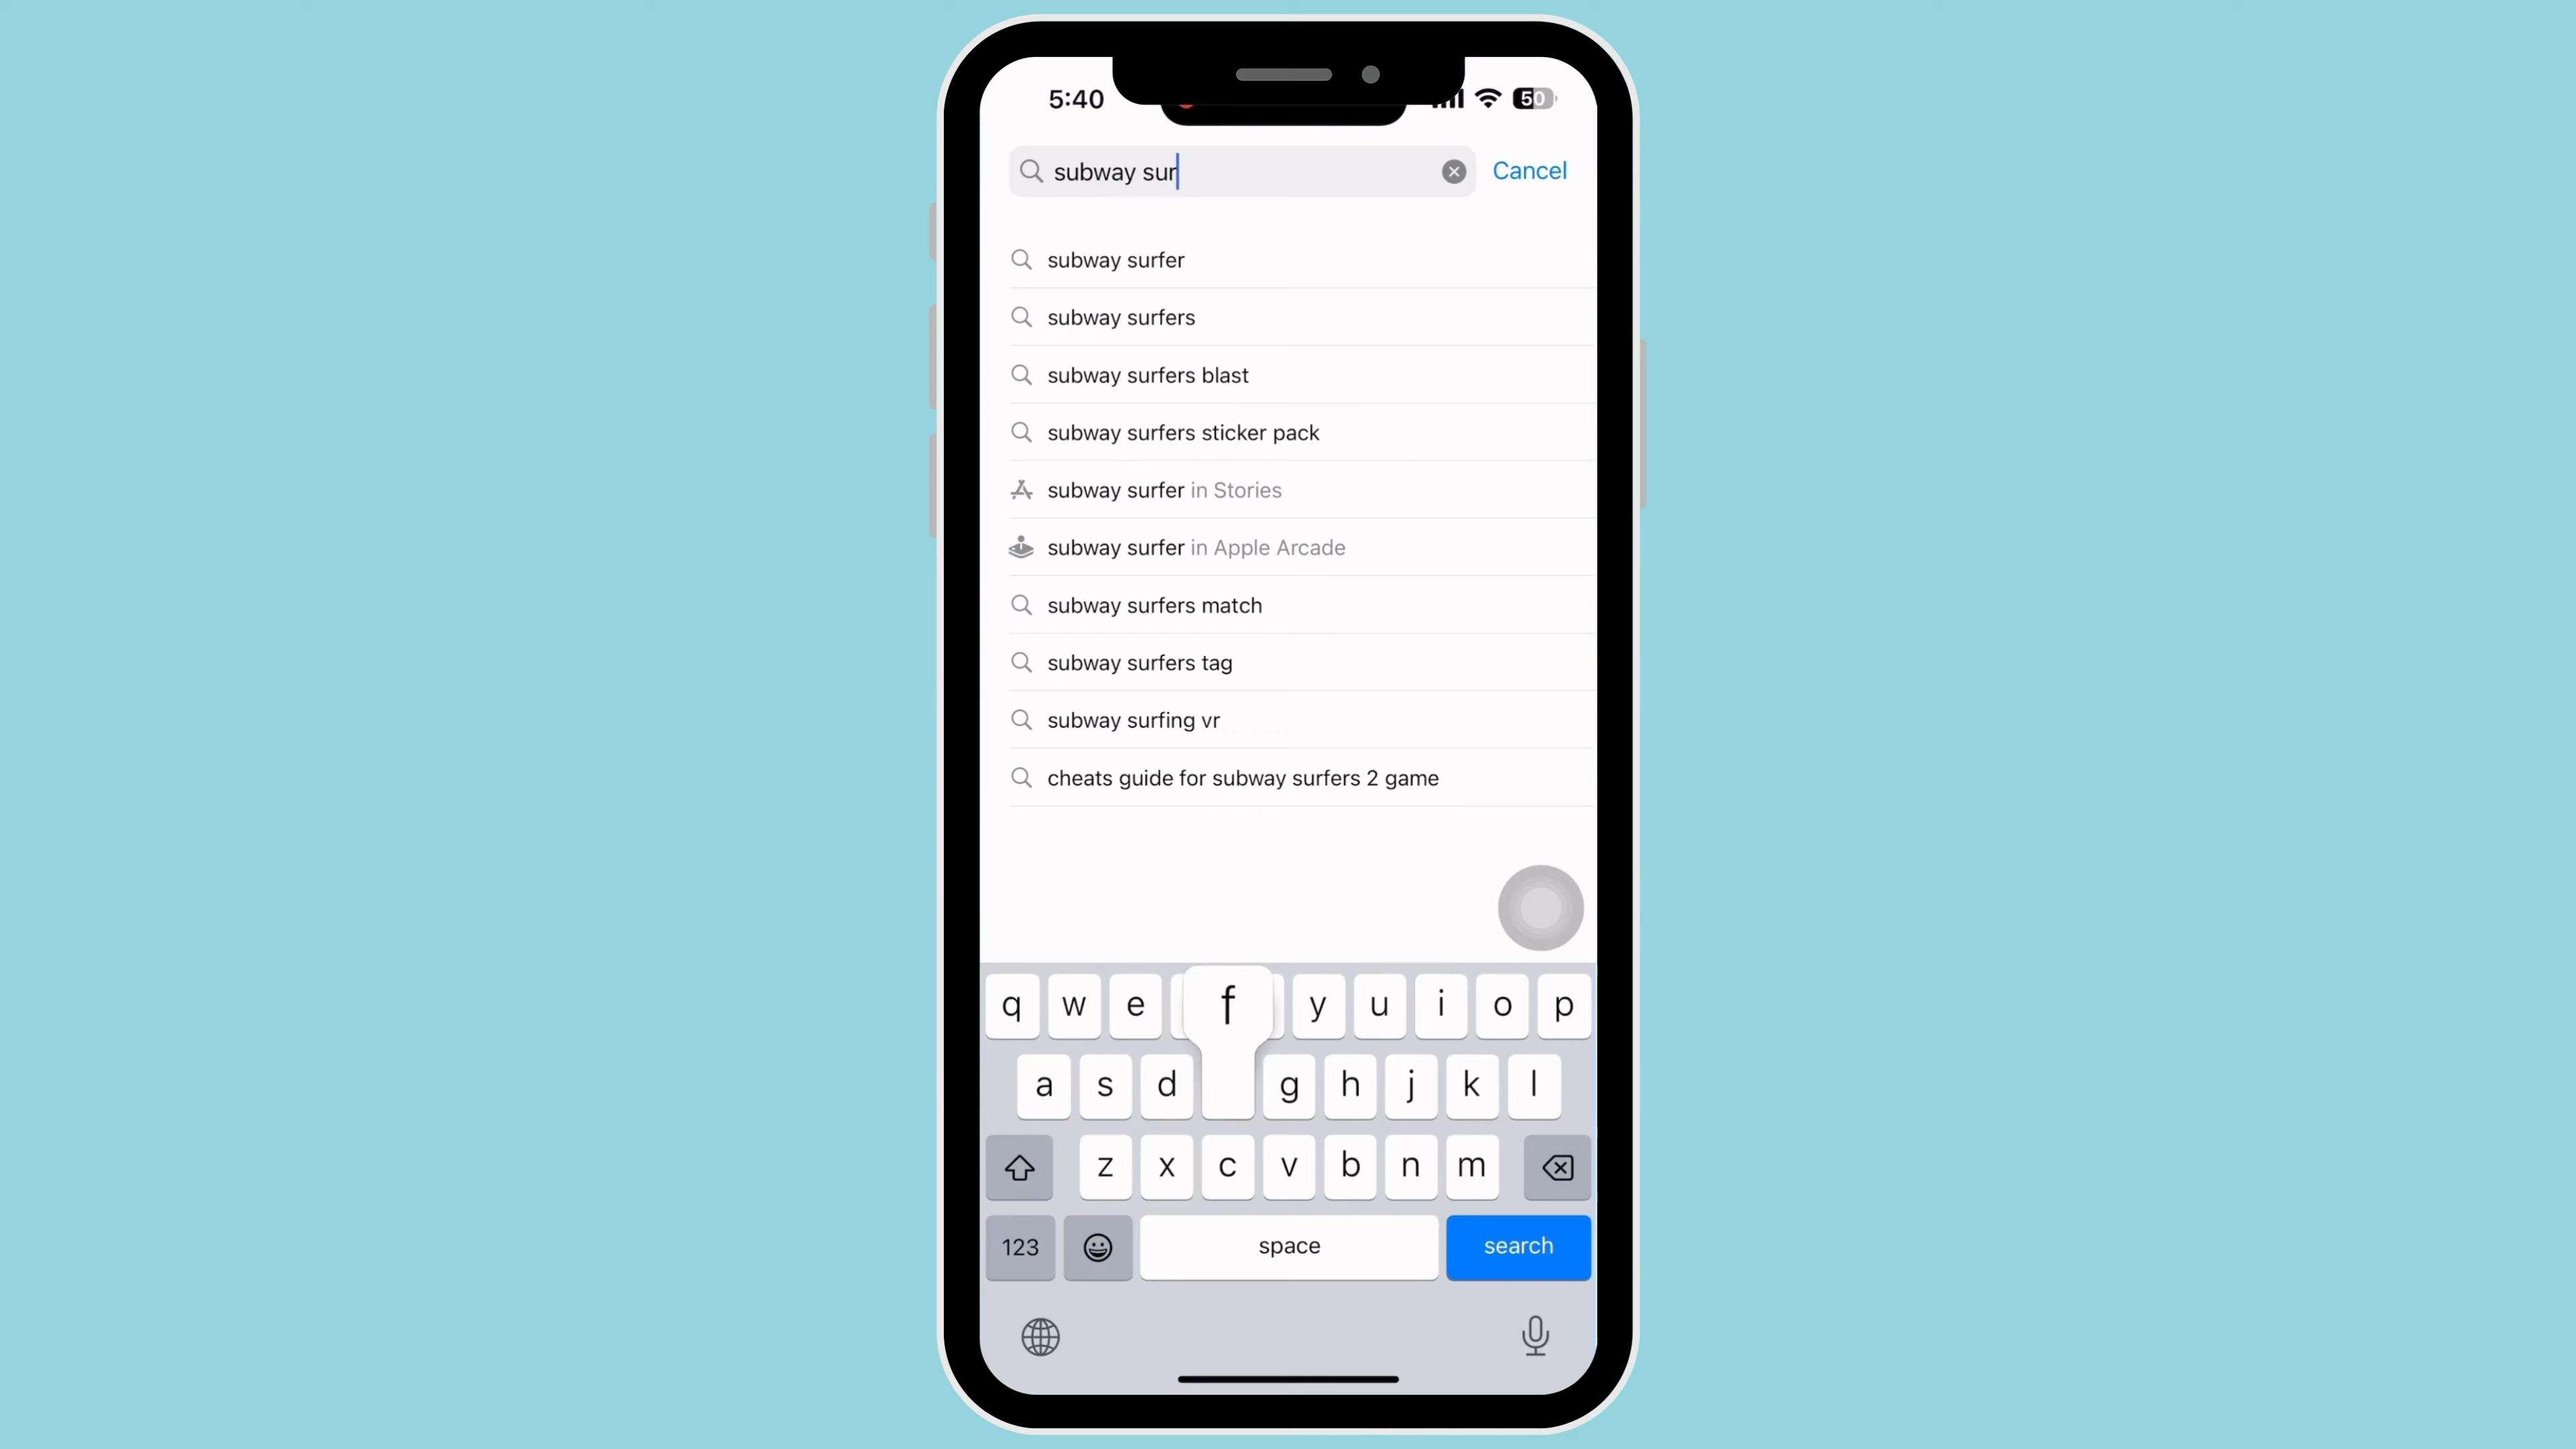 5:40
50
subway sur
Cancel
subway surfer
subway surfers
subway surfers blast
subway surfers sticker pack
subway surfer in Stories
subway surfer in Apple Arcade
subway surfers match
subway surfers tag
subway surfing vr
cheats guide for subway surfers 2 game
q w e f y u i o p
a s d g h j k l
z x c v b n m
123 space search